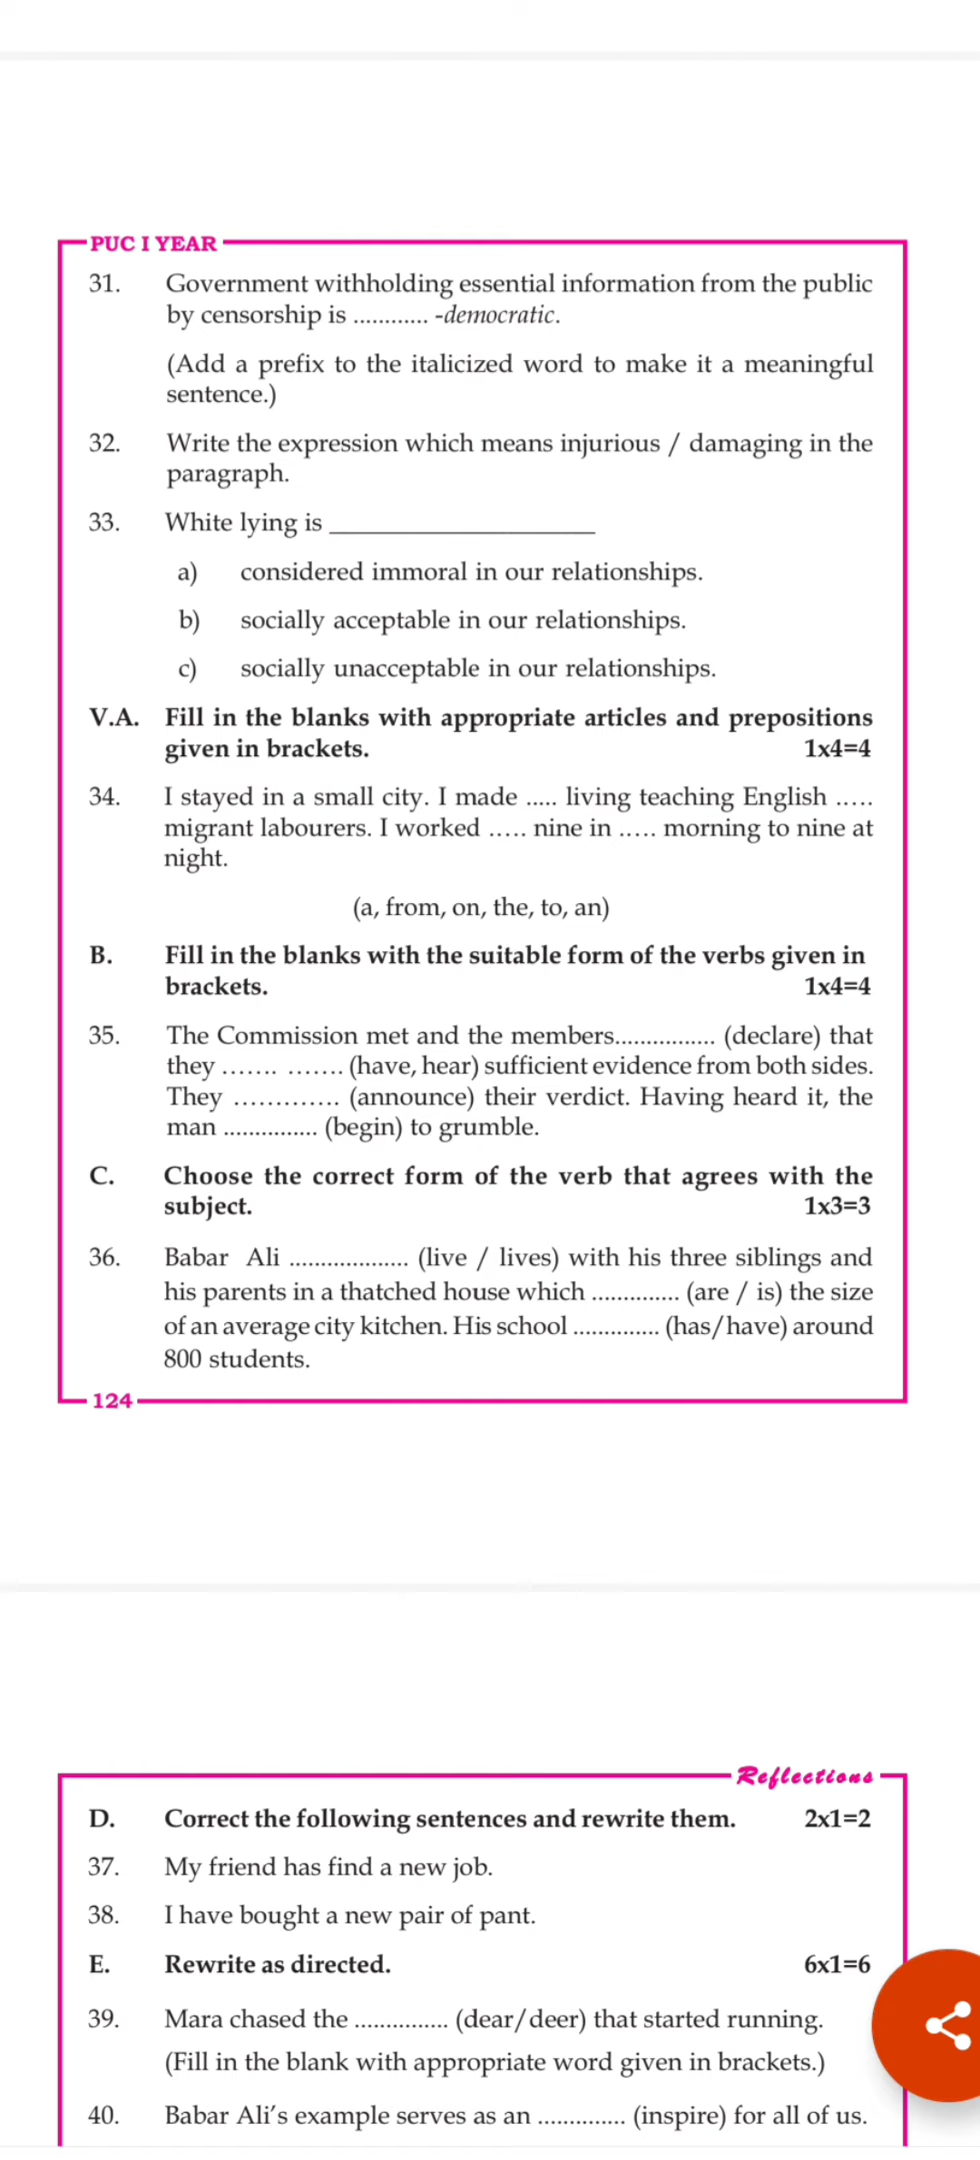 PUC I YEAR
31. Government withholding essential information from the public
by censorship is ............ -democratic.
(Add a prefix to the italicized word to make it a meaningful
sentence.)
32. Write the expression which means injurious / damaging in the
paragraph.
33. White lying is ____________________
a) considered immoral in our relationships.
b) socially acceptable in our relationships.
c) socially unacceptable in our relationships.
V.A. Fill in the blanks with appropriate articles and prepositions
given in brackets. 1x4=4
34. I stayed in a small city. I made ..... living teaching English .....
migrant labourers. I worked ..... nine in ..... morning to nine at
night.
(a, from, on, the, to, an)
B. Fill in the blanks with the suitable form of the verbs given in
brackets. 1x4=4
35. The Commission met and the members................ (declare) that
they ....... ....... (have, hear) sufficient evidence from both sides.
They ............. (announce) their verdict. Having heard it, the
man ............... (begin) to grumble.
C. Choose the correct form of the verb that agrees with the
subject. 1x3=3
36. Babar Ali ................... (live / lives) with his three siblings and
his parents in a thatched house which .............. (are / is) the size
of an average city kitchen. His school .............. (has/have) around
800 students.
124
Reflections
D. Correct the following sentences and rewrite them. 2x1=2
37. My friend has find a new job.
38. I have bought a new pair of pant.
E. Rewrite as directed. 6x1=6
39. Mara chased the ............... (dear/deer) that started running.
(Fill in the blank with appropriate word given in brackets.)
40. Babar Ali's example serves as an .............. (inspire) for all of us.